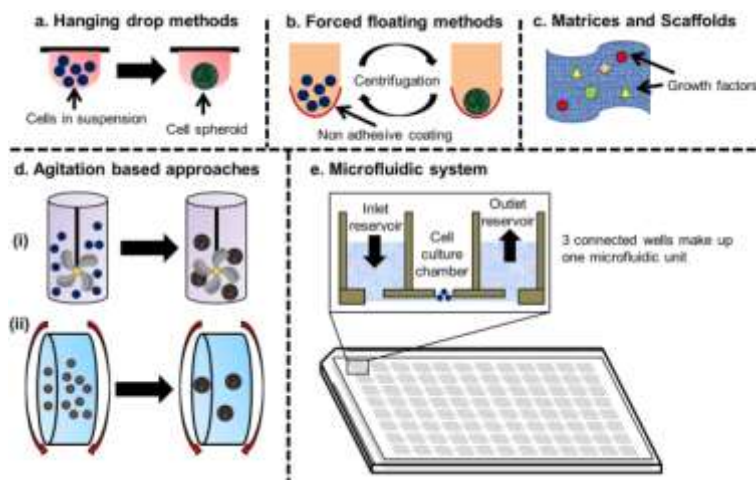 a. Hanging drop methods
Cells in suspension
Cell spheroid
b. Forced floating methods
Centrifugation
Non adhesive coating
c. Matrices and Scaffolds
Growth factors
d. Agitation based approaches
(i)
(ii)
e. Microfluidic system
Inlet
reservoir
Cell
culture
chamber
Outlet
reservoir
3 connected wells make up
one microfluidic unit